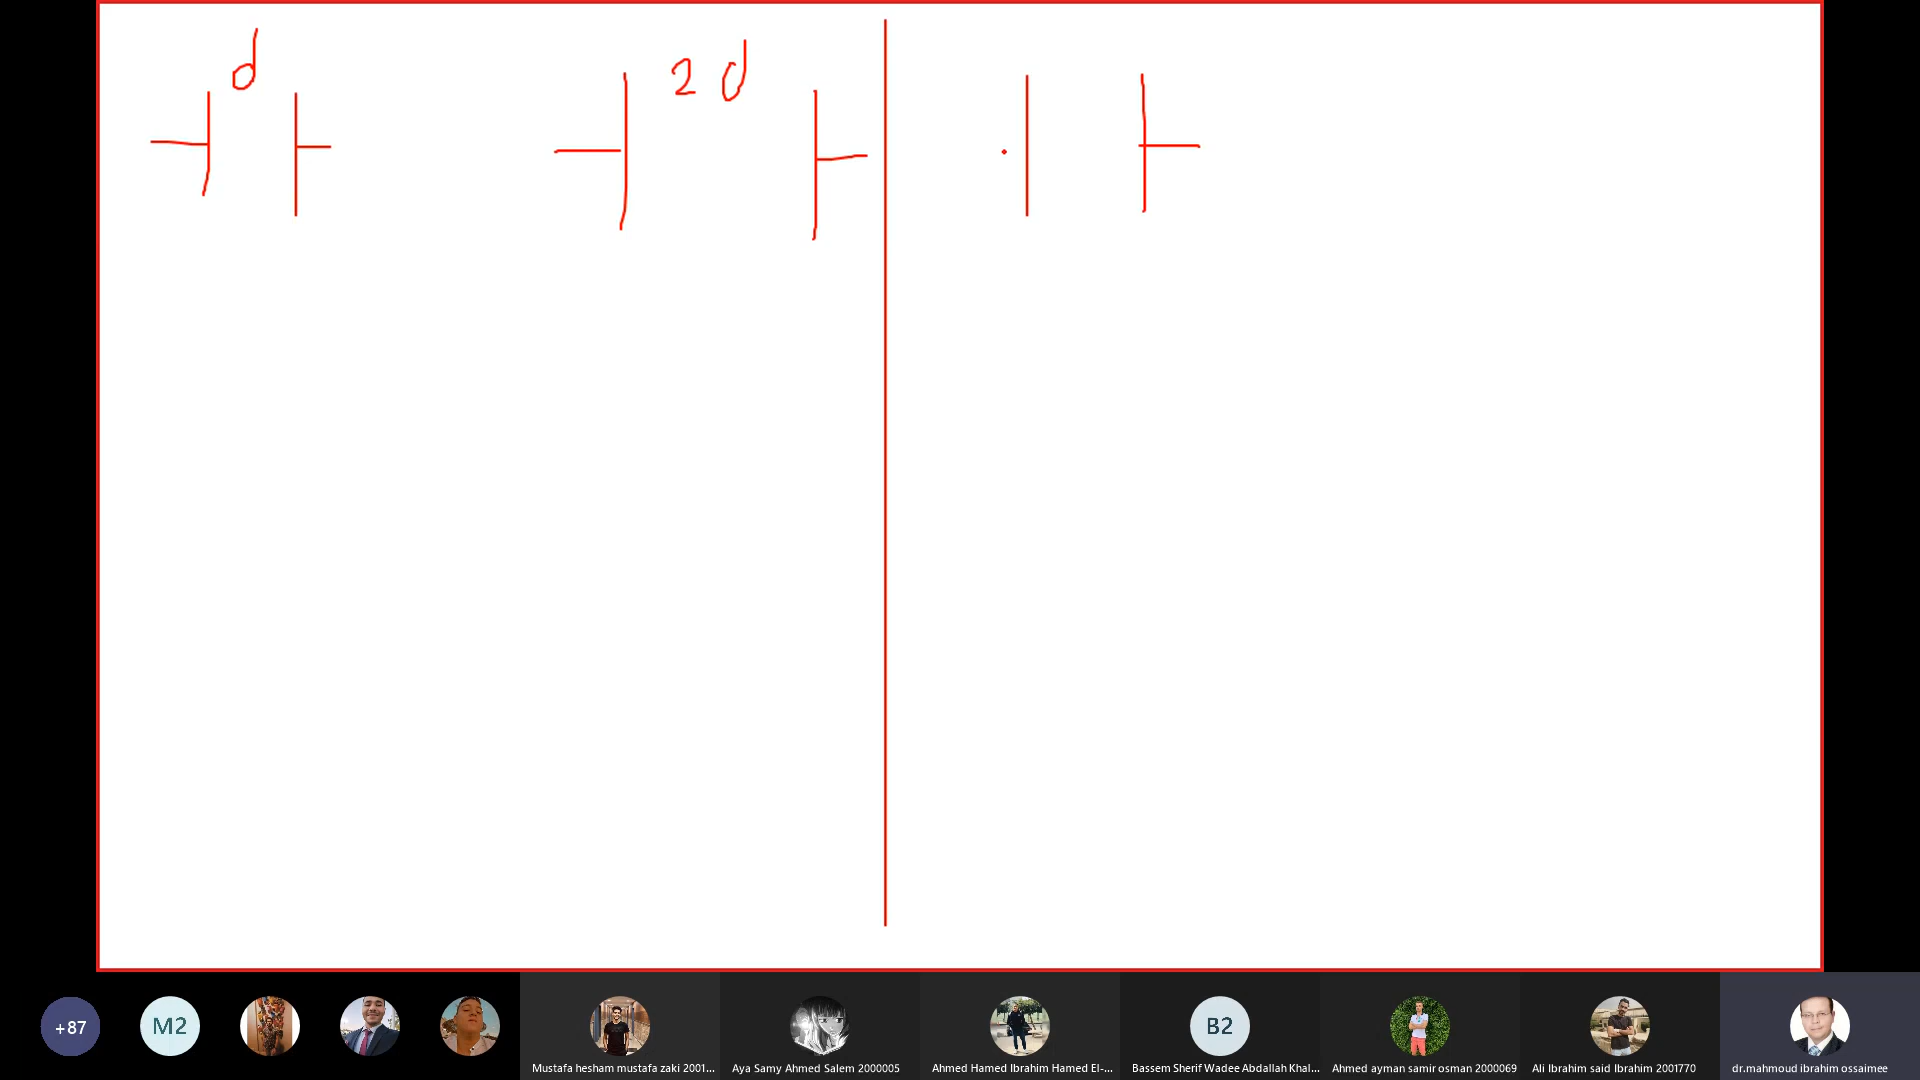 d
2d
+87
M2
Mustafa hesham mustafa zaki 2001...
Aya Samy Ahmed Salem 2000005
Ahmed Hamed Ibrahim Hamed El-...
B2
Bassem Sherif Wadee Abdallah Khal...
Ahmed ayman samir osman 2000069
Ali Ibrahim said Ibrahim 2001770
dr.mahmoud ibrahim ossaimee